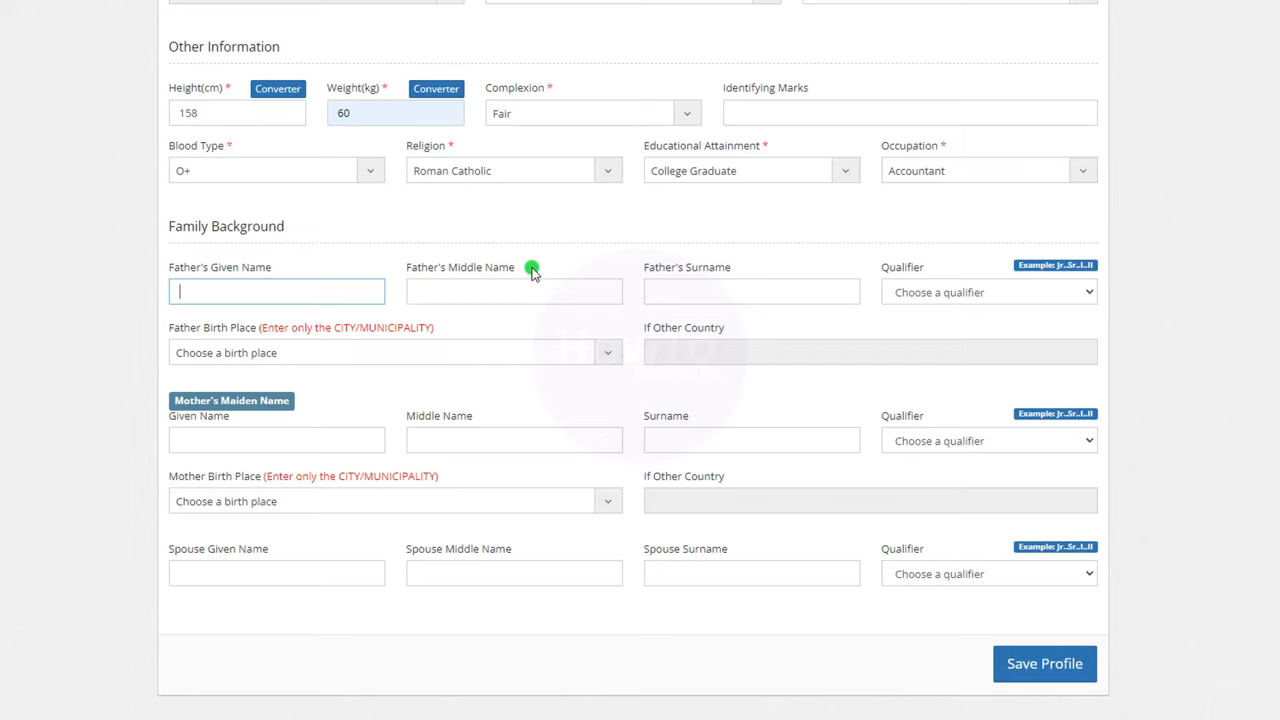 Other Information
Height(cm) * Converter Weight(kg) * Converter Complexion * Identifying Marks
158 60 Fair
Blood Type * Religion * Educational Attainment * Occupation *
O+ Roman Catholic College Graduate Accountant
Family Background
Father's Given Name Father's Middle Name Father's Surname Qualifier Example: Jr..Sr..I..II
Choose a qualifier
Father Birth Place (Enter only the CITY/MUNICIPALITY) If Other Country
Choose a birth place
Mother's Maiden Name
Given Name Middle Name Surname Qualifier Example: Jr..Sr..I..II
Choose a qualifier
Mother Birth Place (Enter only the CITY/MUNICIPALITY) If Other Country
Choose a birth place
Spouse Given Name Spouse Middle Name Spouse Surname Qualifier Example: Jr..Sr..I..II
Choose a qualifier
Save Profile